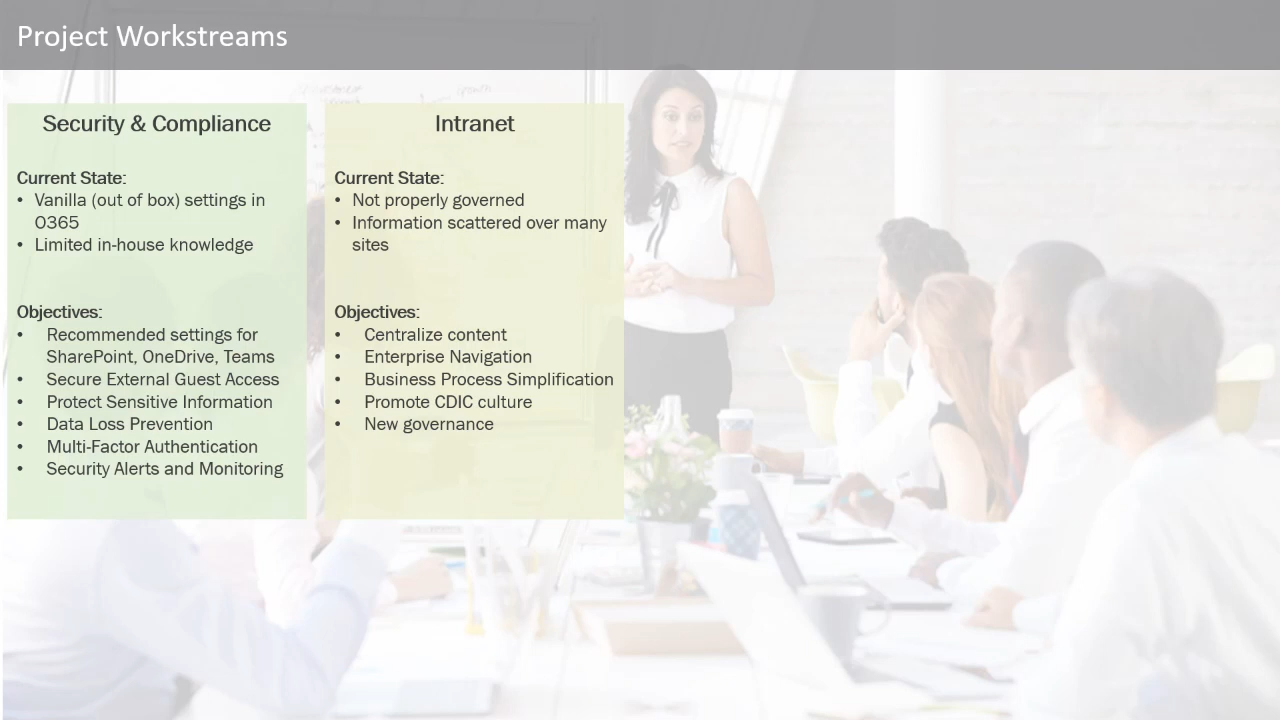 Project Workstreams
Security & Compliance
Current State:
• Vanilla (out of box) settings in
O365
• Limited in-house knowledge
Objectives:
• Recommended settings for
SharePoint, OneDrive, Teams
• Secure External Guest Access
• Protect Sensitive Information
• Data Loss Prevention
• Multi-Factor Authentication
• Security Alerts and Monitoring
Intranet
Current State:
• Not properly governed
• Information scattered over many
sites
Objectives:
• Centralize content
• Enterprise Navigation
• Business Process Simplification
• Promote CDIC culture
• New governance